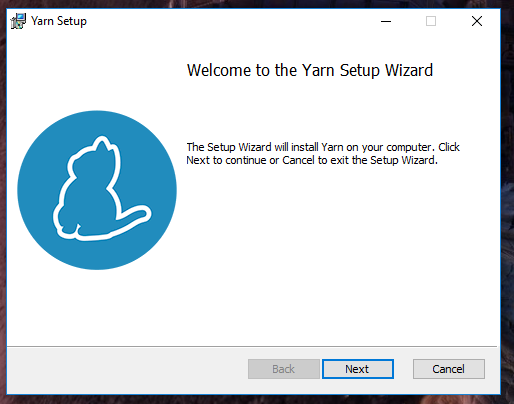 Yarn Setup
Welcome to the Yarn Setup Wizard
The Setup Wizard will install Yarn on your computer. Click
Next to continue or Cancel to exit the Setup Wizard.
Back
Next
Cancel